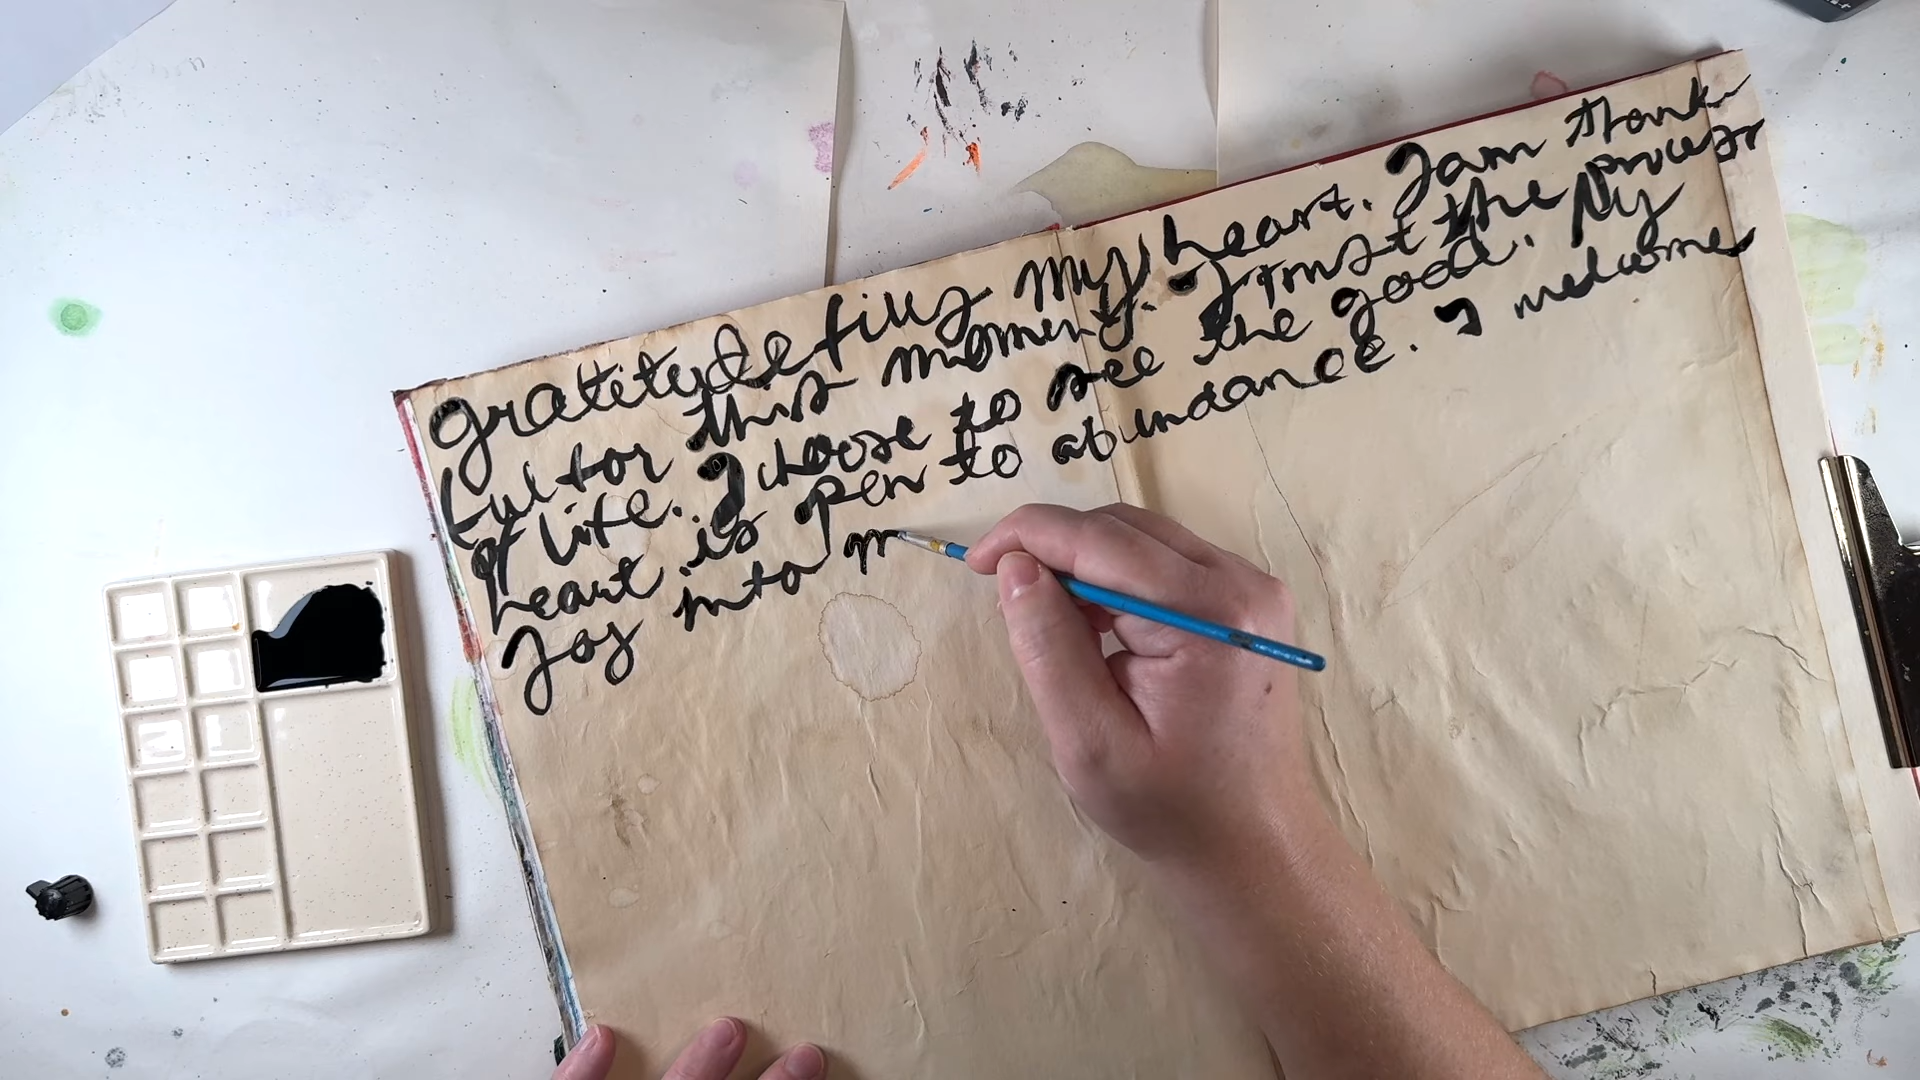 gratitude fills my heart. I am thank
ful for this moment. I trust the process
of life. I choose to see the good. My
heart is open to abundance. I welcome
Joy into m